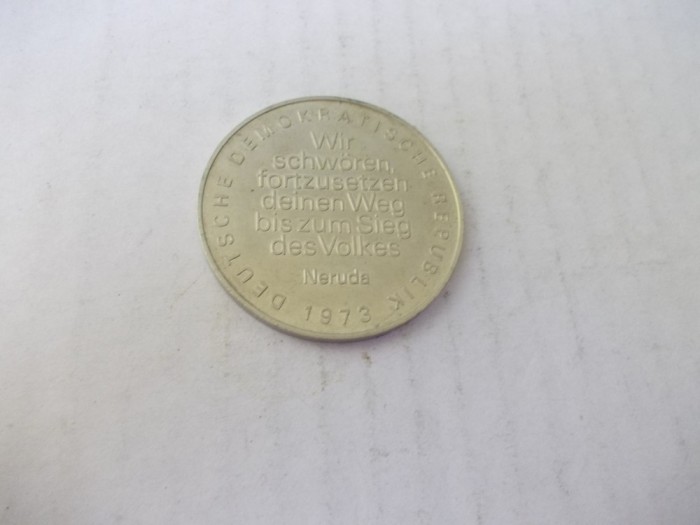 DEUTSCHE DEMOKRATISCHE REPUBLIK
Wir
schwören,
fortzusetzen
deinen Weg
bis zum Sieg
des Volkes
Neruda
1973